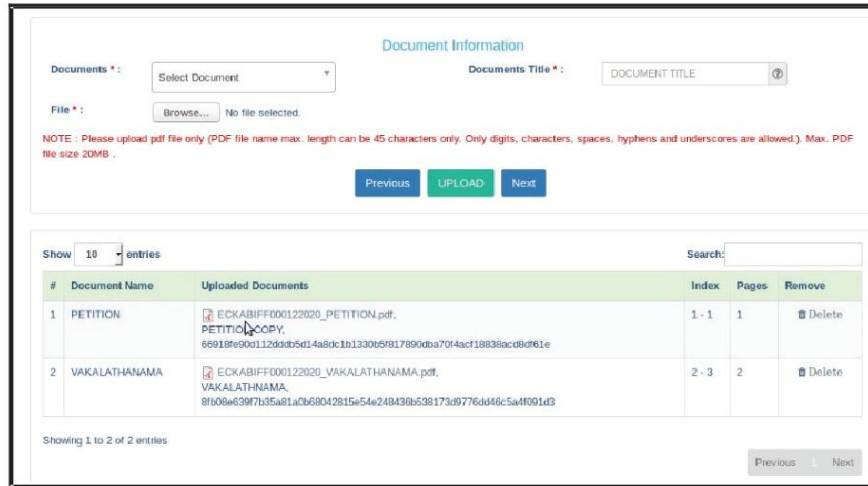 Document Information
Documents * : Select Document Documents Title * : DOCUMENT TITLE
File * : Browse... No file selected.
NOTE : Please upload pdf file only (PDF file name max. length can be 45 characters only. Only digits, characters, spaces, hyphens and underscores are allowed.). Max. PDF
file size 20MB .
Previous UPLOAD Next
Show 10 entries Search:
# Document Name Uploaded Documents Index Pages Remove
1 PETITION ECKABIFF000122020_PETITION.pdf, 1 - 1 1 Delete
PETITION COPY,
2 VAKALATHANAMA ECKABIFF000122020_VAKALATHANAMA.pdf, 2 - 3 2 Delete
VAKALATHNAMA,
Showing 1 to 2 of 2 entries
Previous 1 Next